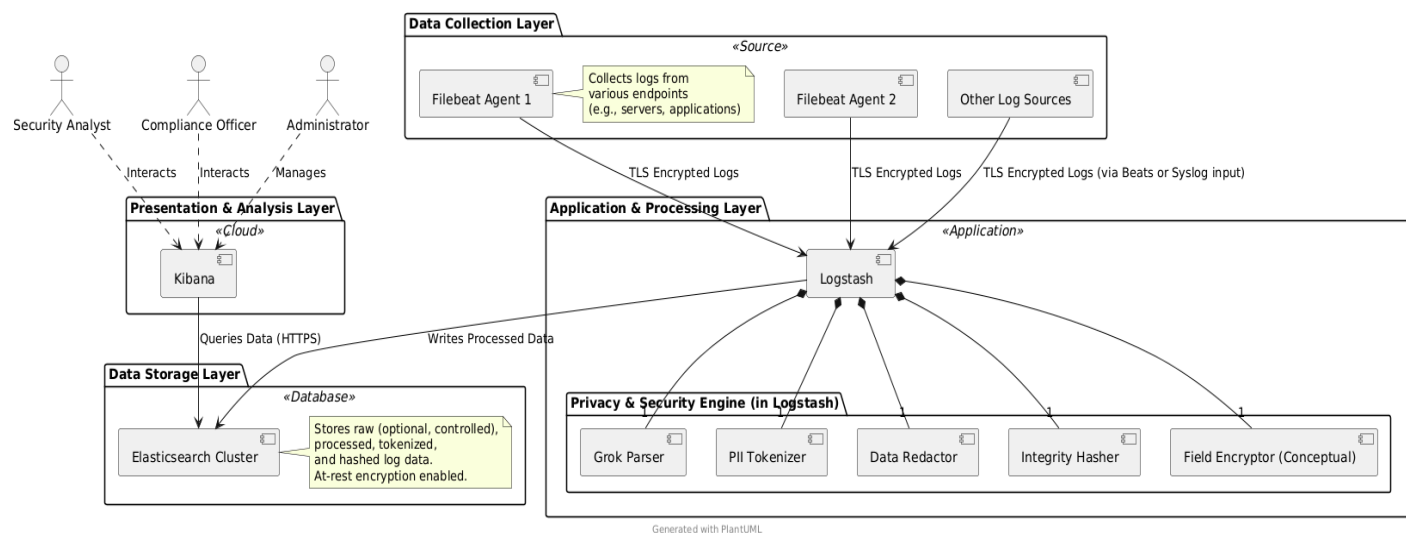 Data Collection Layer
«Source»
Filebeat Agent 1
Collects logs from
various endpoints
(e.g., servers, applications)
Filebeat Agent 2
Other Log Sources
Security Analyst
Compliance Officer
Administrator
Interacts
Interacts
Manages
TLS Encrypted Logs
TLS Encrypted Logs
TLS Encrypted Logs (via Beats or Syslog input)
Presentation & Analysis Layer
«Cloud»
Kibana
Application & Processing Layer
«Application»
Logstash
Queries Data (HTTPS)
Writes Processed Data
Data Storage Layer
«Database»
Elasticsearch Cluster
Stores raw (optional, controlled),
processed, tokenized,
and hashed log data.
At-rest encryption enabled.
Privacy & Security Engine (in Logstash)
1
1
1
1
1
Grok Parser
PII Tokenizer
Data Redactor
Integrity Hasher
Field Encryptor (Conceptual)
Generated with PlantUML